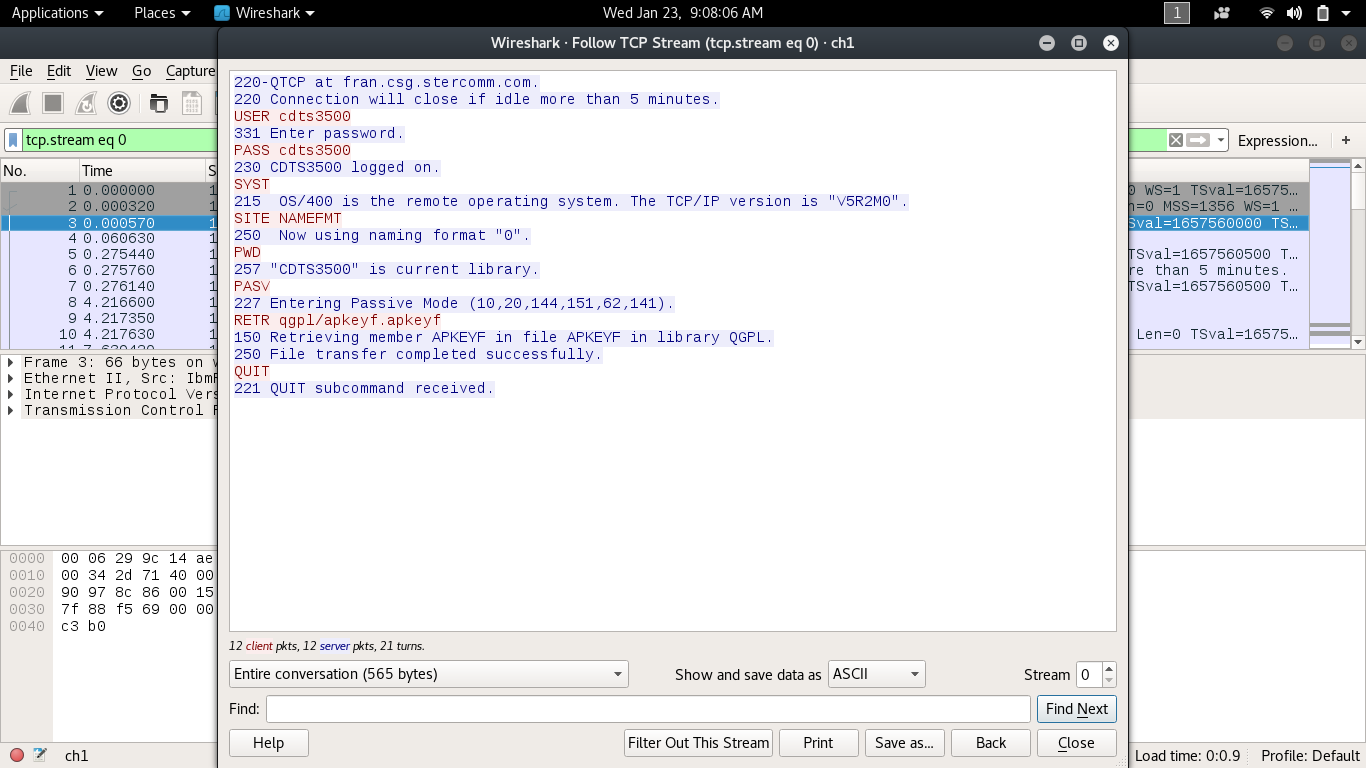 Applications Places Wireshark Wed Jan 23, 9:08:06 AM 1
Wireshark · Follow TCP Stream (tcp.stream eq 0) · ch1
File Edit View Go Capture
tcp.stream eq 0
Expression... +
No. Time S
1 0.000000 1
2 0.000320 1
3 0.000570 1
4 0.060630 1
5 0.275440 1
6 0.275760 1
7 0.276140 1
8 4.216600 1
9 4.217350 1
10 4.217630 1
0 WS=1 TSval=16575…
n=0 MSS=1356 WS=1 …
Sval=1657560000 TS…
TSval=1657560500 T…
re than 5 minutes.
TSval=1657560500 T…
Len=0 TSval=16575…
Frame 3: 66 bytes on w
Ethernet II, Src: Ibm
Internet Protocol Vers
Transmission Control
0000 00 06 29 9c 14 ae
0010 00 34 2d 71 40 00
0020 90 97 8c 86 00 15
0030 7f 88 f5 69 00 00
0040 c3 b0
220-QTCP at fran.csg.stercomm.com.
220 Connection will close if idle more than 5 minutes.
USER cdts3500
331 Enter password.
PASS cdts3500
230 CDTS3500 logged on.
SYST
215  OS/400 is the remote operating system. The TCP/IP version is "V5R2M0".
SITE NAMEFMT
250  Now using naming format "0".
PWD
257 "CDTS3500" is current library.
PASV
227 Entering Passive Mode (10,20,144,151,62,141).
RETR qgpl/apkeyf.apkeyf
150 Retrieving member APKEYF in file APKEYF in library QGPL.
250 File transfer completed successfully.
QUIT
221 QUIT subcommand received.
12 client pkts, 12 server pkts, 21 turns.
Entire conversation (565 bytes) Show and save data as ASCII Stream 0
Find: Find Next
Help Filter Out This Stream Print Save as... Back Close
ch1 Load time: 0:0.9 Profile: Default